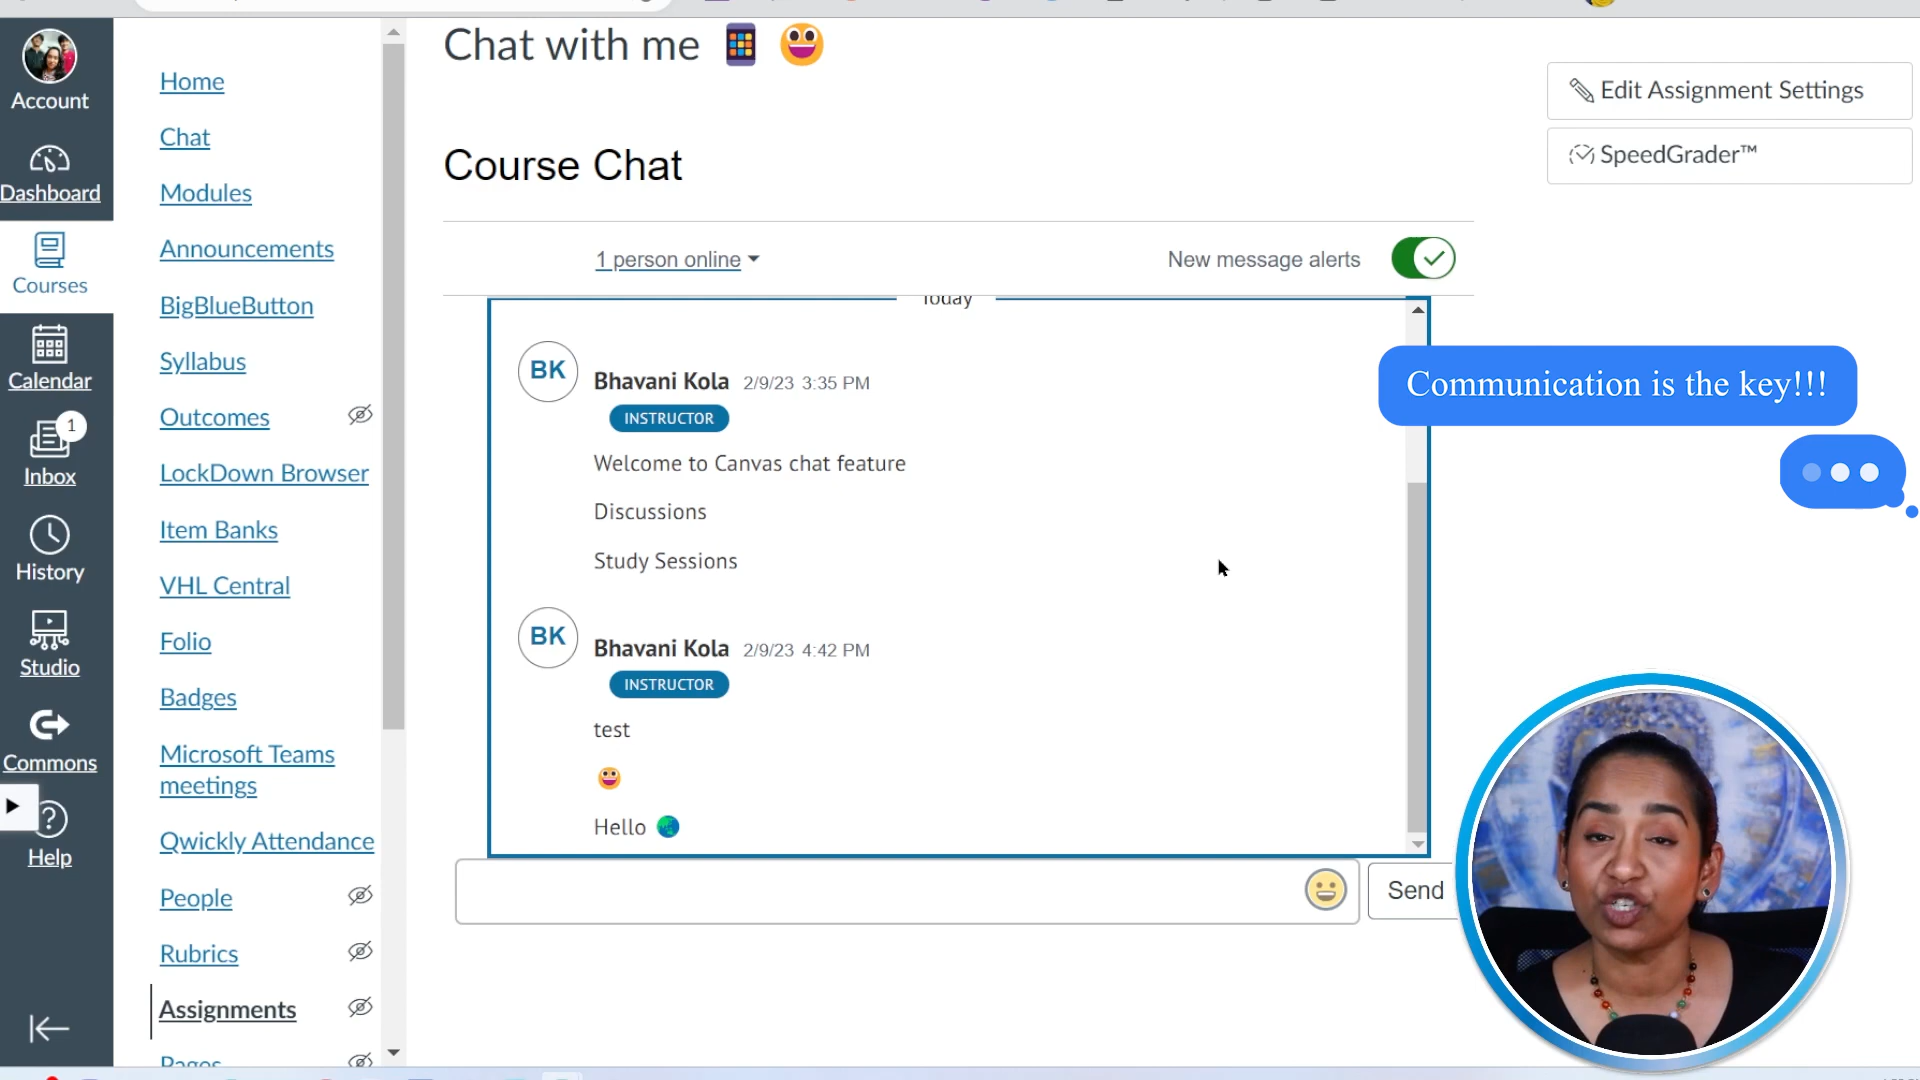 Chat with me
Course Chat
Account
Dashboard
Courses
Calendar
1
Inbox
History
Studio
Commons
Help
Home
Chat
Modules
Announcements
BigBlueButton
Syllabus
Outcomes
LockDown Browser
Item Banks
VHL Central
Folio
Badges
Microsoft Teams
meetings
Qwickly Attendance
People
Rubrics
Assignments
Pages
1 person online
New message alerts
Today
BK
Bhavani Kola 2/9/23 3:35 PM
INSTRUCTOR
Welcome to Canvas chat feature
Discussions
Study Sessions
BK
Bhavani Kola 2/9/23 4:42 PM
INSTRUCTOR
test
Hello
Send
Edit Assignment Settings
SpeedGrader™
Communication is the key!!!